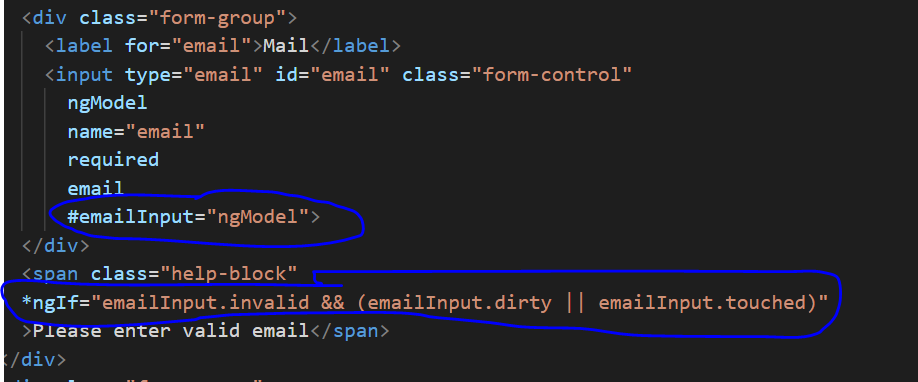 <div class="form-group">
<label for="email">Mail</label>
<input type="email" id="email" class="form-control"
ngModel
name="email"
required
email
#emailInput="ngModel">
</div>
<span class="help-block"
*ngIf="emailInput.invalid && (emailInput.dirty || emailInput.touched)"
>Please enter valid email</span>
</div>